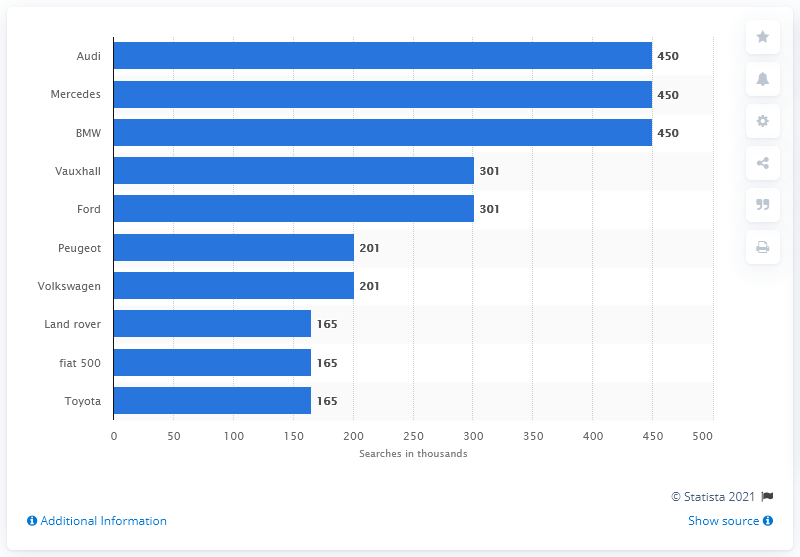 Audi 450
Mercedes 450
BMW 450
Vauxhall 301
Ford 301
Peugeot 201
Volkswagen 201
Land rover 165
fiat 500 165
Toyota 165
0 50 100 150 200 250 300 350 400 450 500
Searches in thousands
© Statista 2021
Additional Information Show source